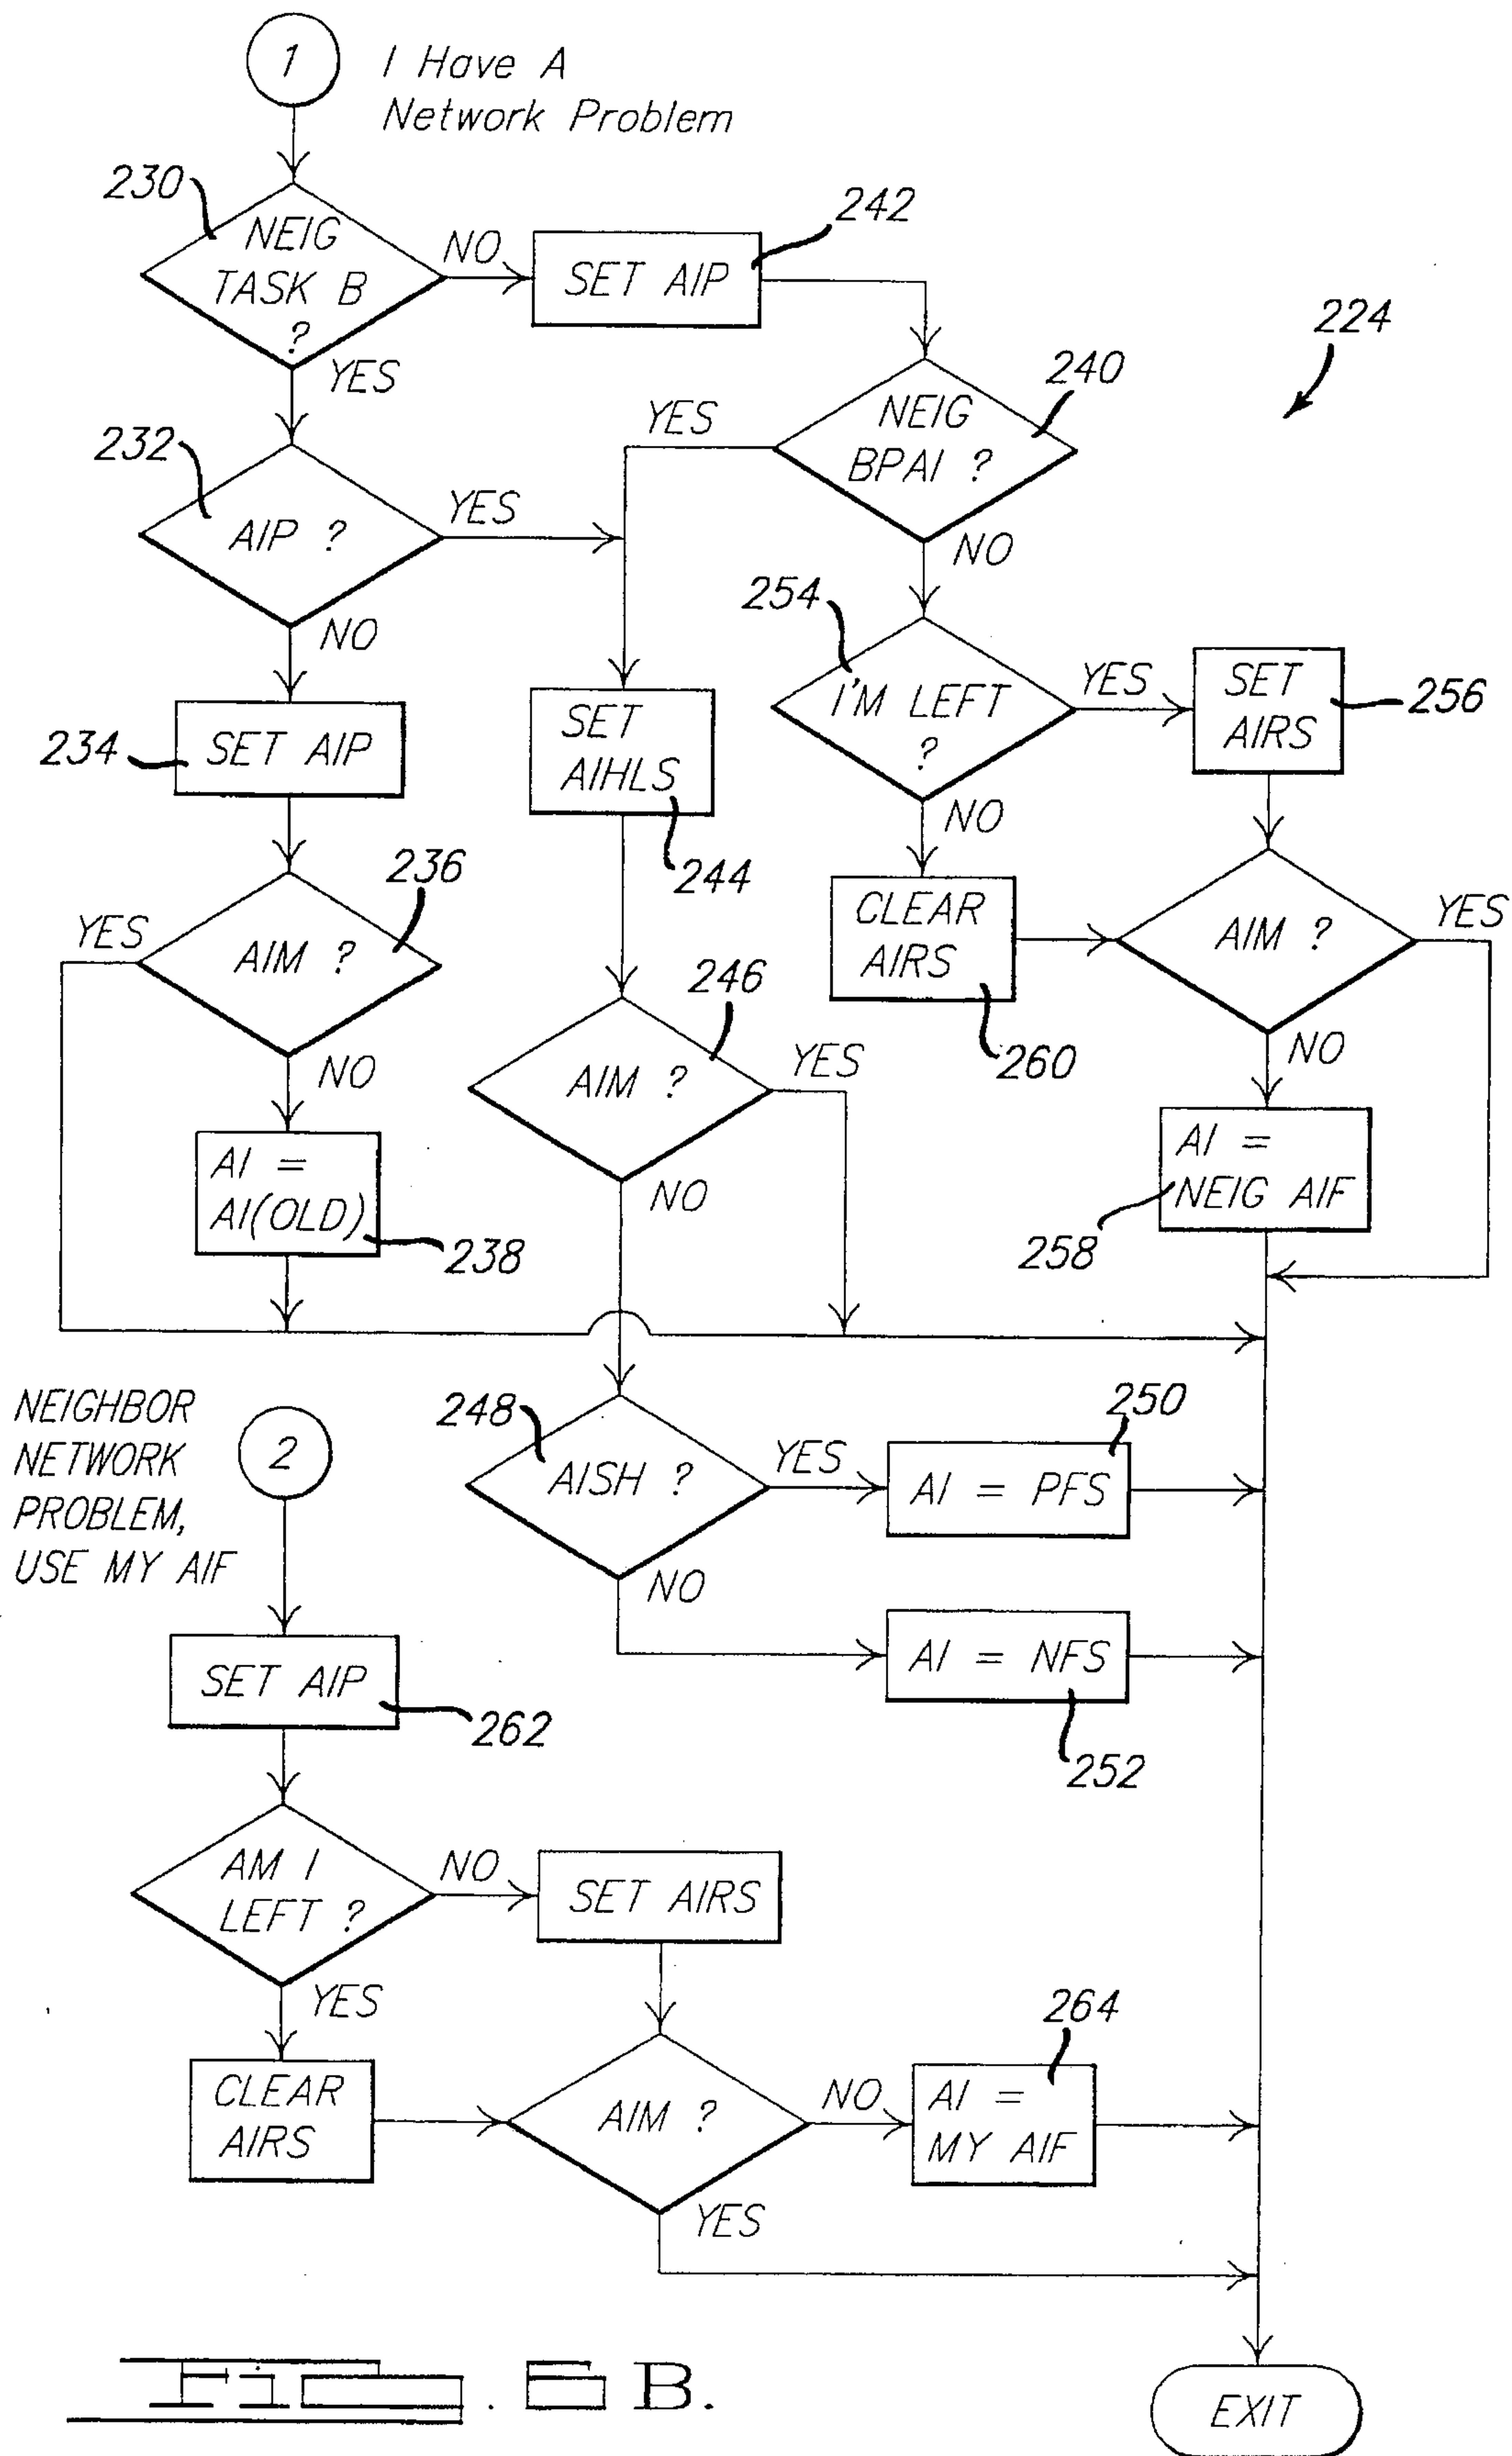 1
I Have A
Network Problem
230
NEIG
TASK B
?
NO
SET AIP
242
YES
224
232
AIP ?
YES
NO
NEIG
BPAI ?
240
YES
NO
254
I'M LEFT
?
YES
SET
AIRS
256
NO
234
SET AIP
SET
AIHLS
244
CLEAR
AIRS
260
AIM ?
YES
NO
236
YES
AIM ?
NO
246
AIM ?
YES
NO
AI =
AI(OLD)
238
AI =
NEIG AIF
258
NEIGHBOR
NETWORK
PROBLEM,
USE MY AIF
2
248
AISH ?
YES
AI = PFS
250
NO
AI = NFS
252
SET AIP
262
AM I
LEFT ?
NO
SET AIRS
YES
CLEAR
AIRS
AIM ?
NO
AI =
MY AIF
264
YES
EXIT